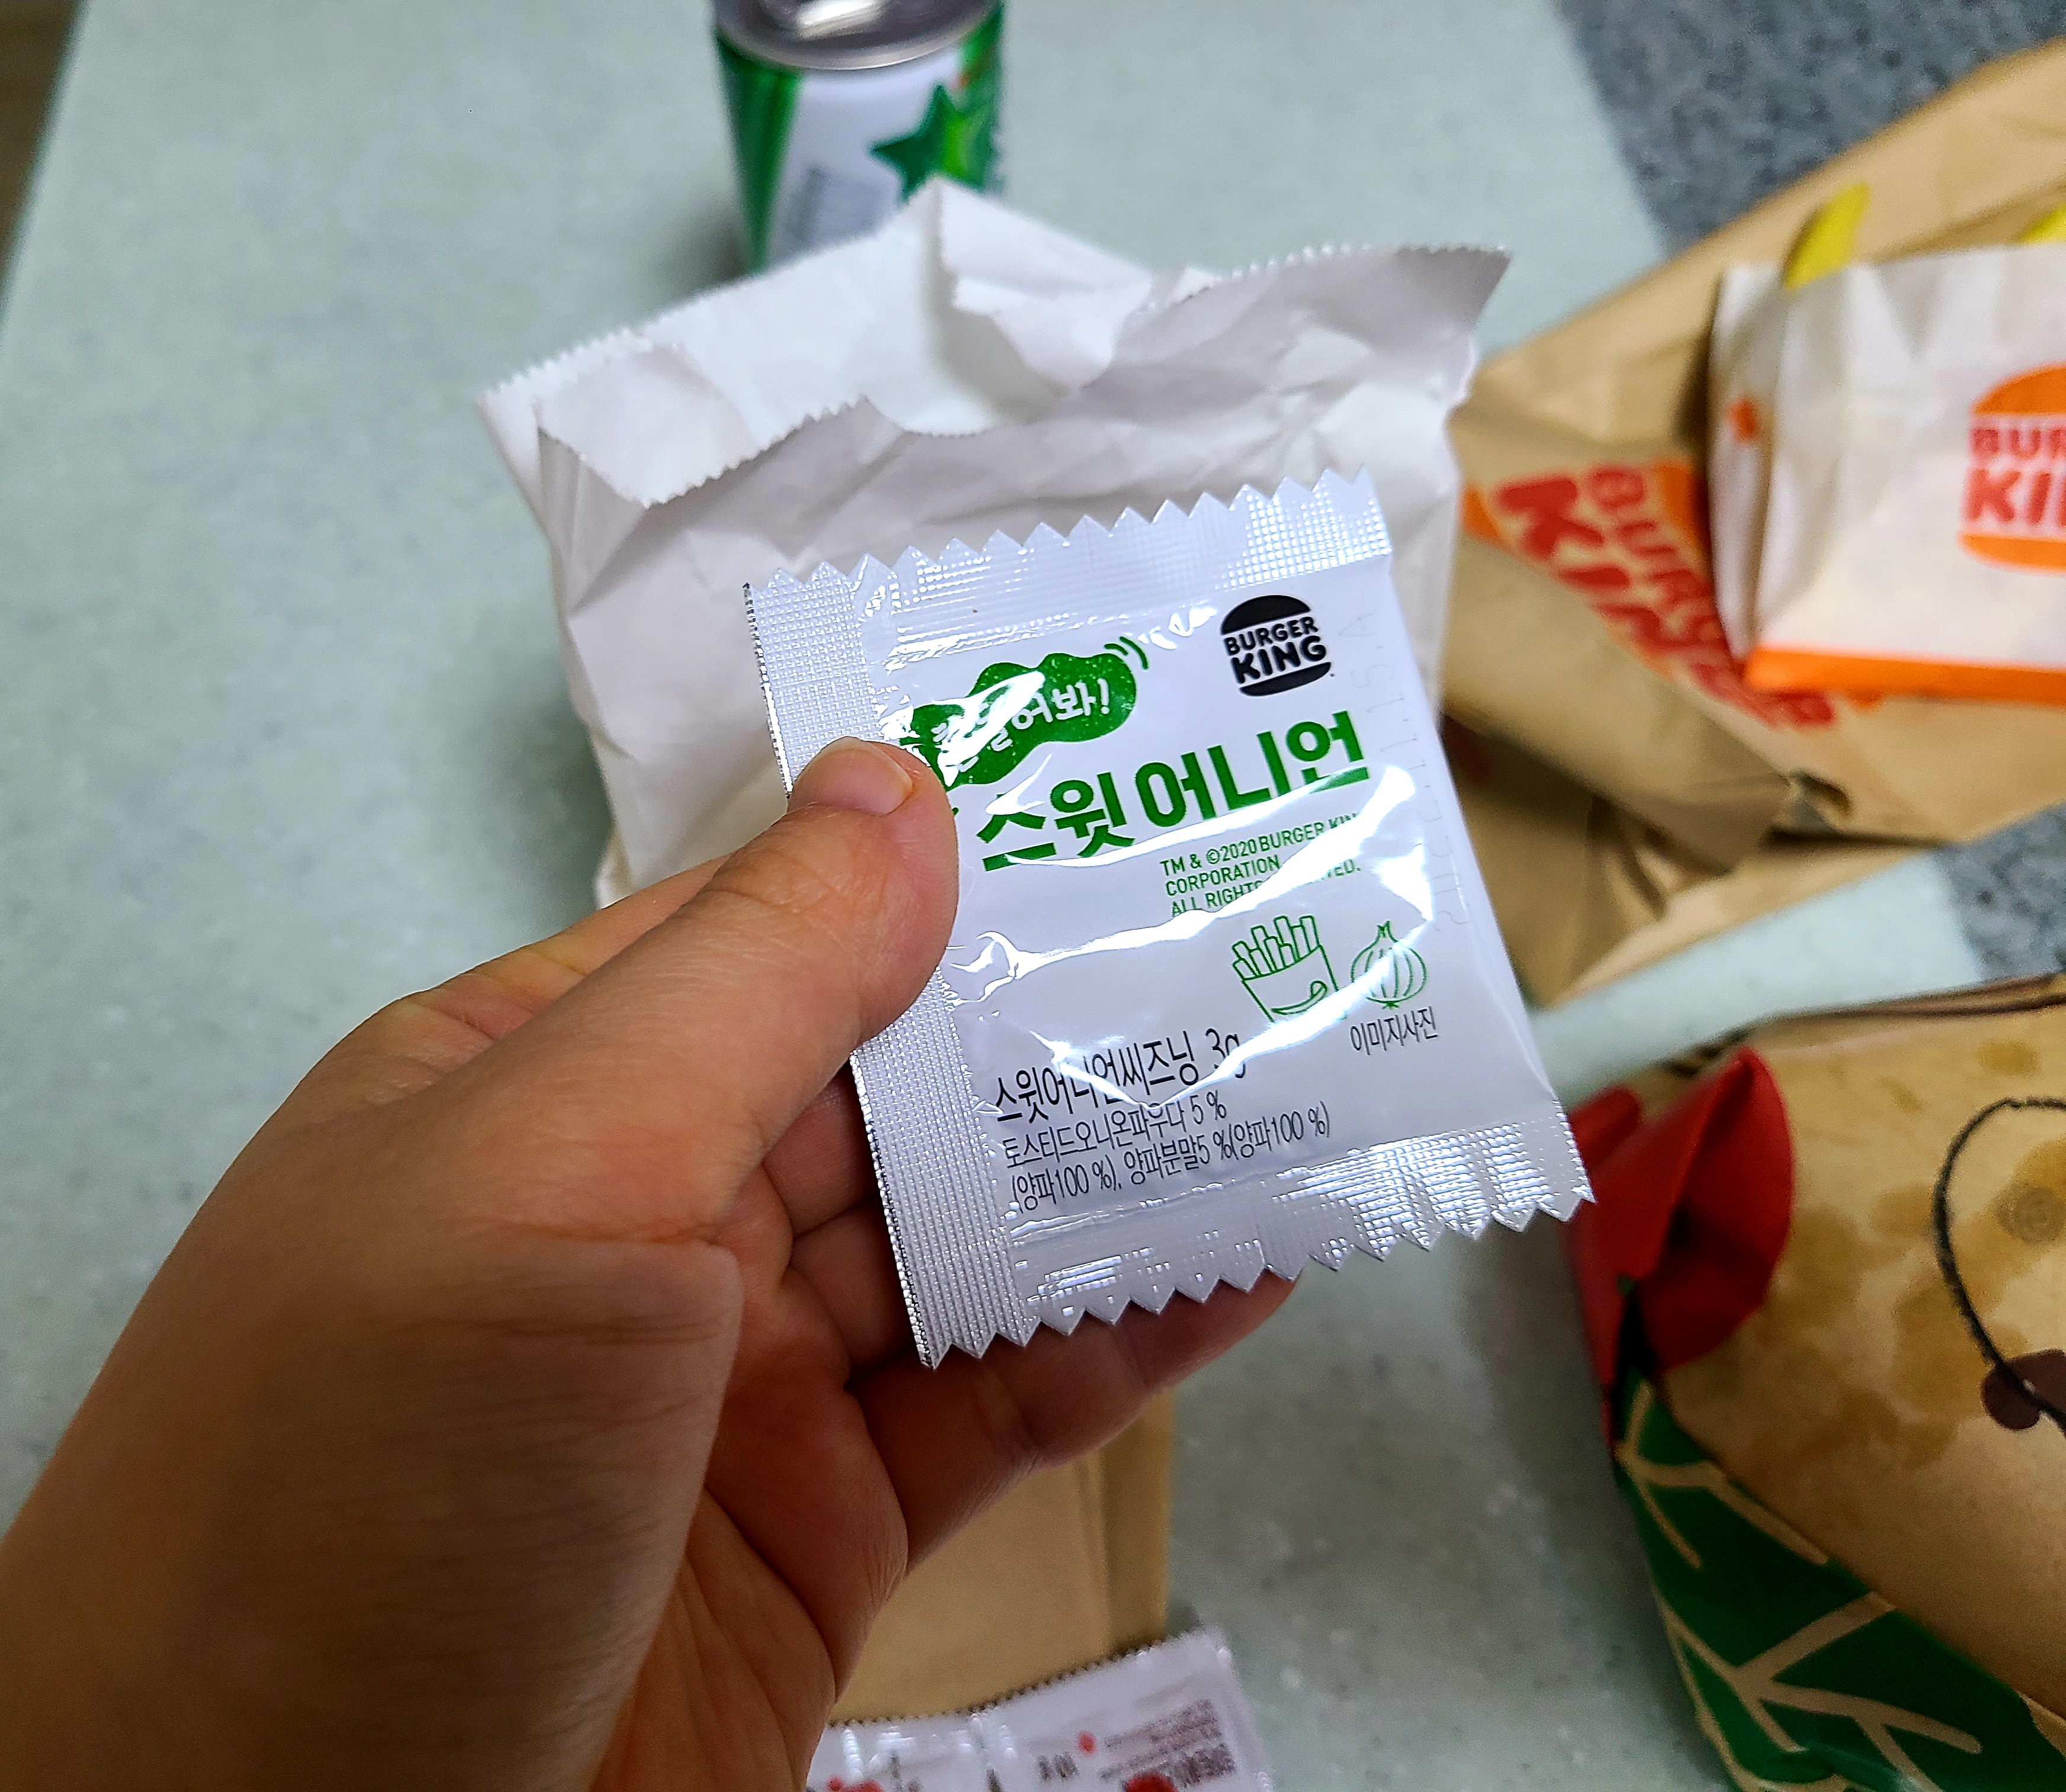 BURGER
KING
스윗어니언
TM & ©2020 BURGER KIN
CORPORATION
ALL RIGHTS
이미지사진
스윗어니언씨즈닝 3g
토스티드오니온파우다 5 %
(양파100 %), 양파분말5 %(양파100 %)
BURGER
KING
BUR
KI